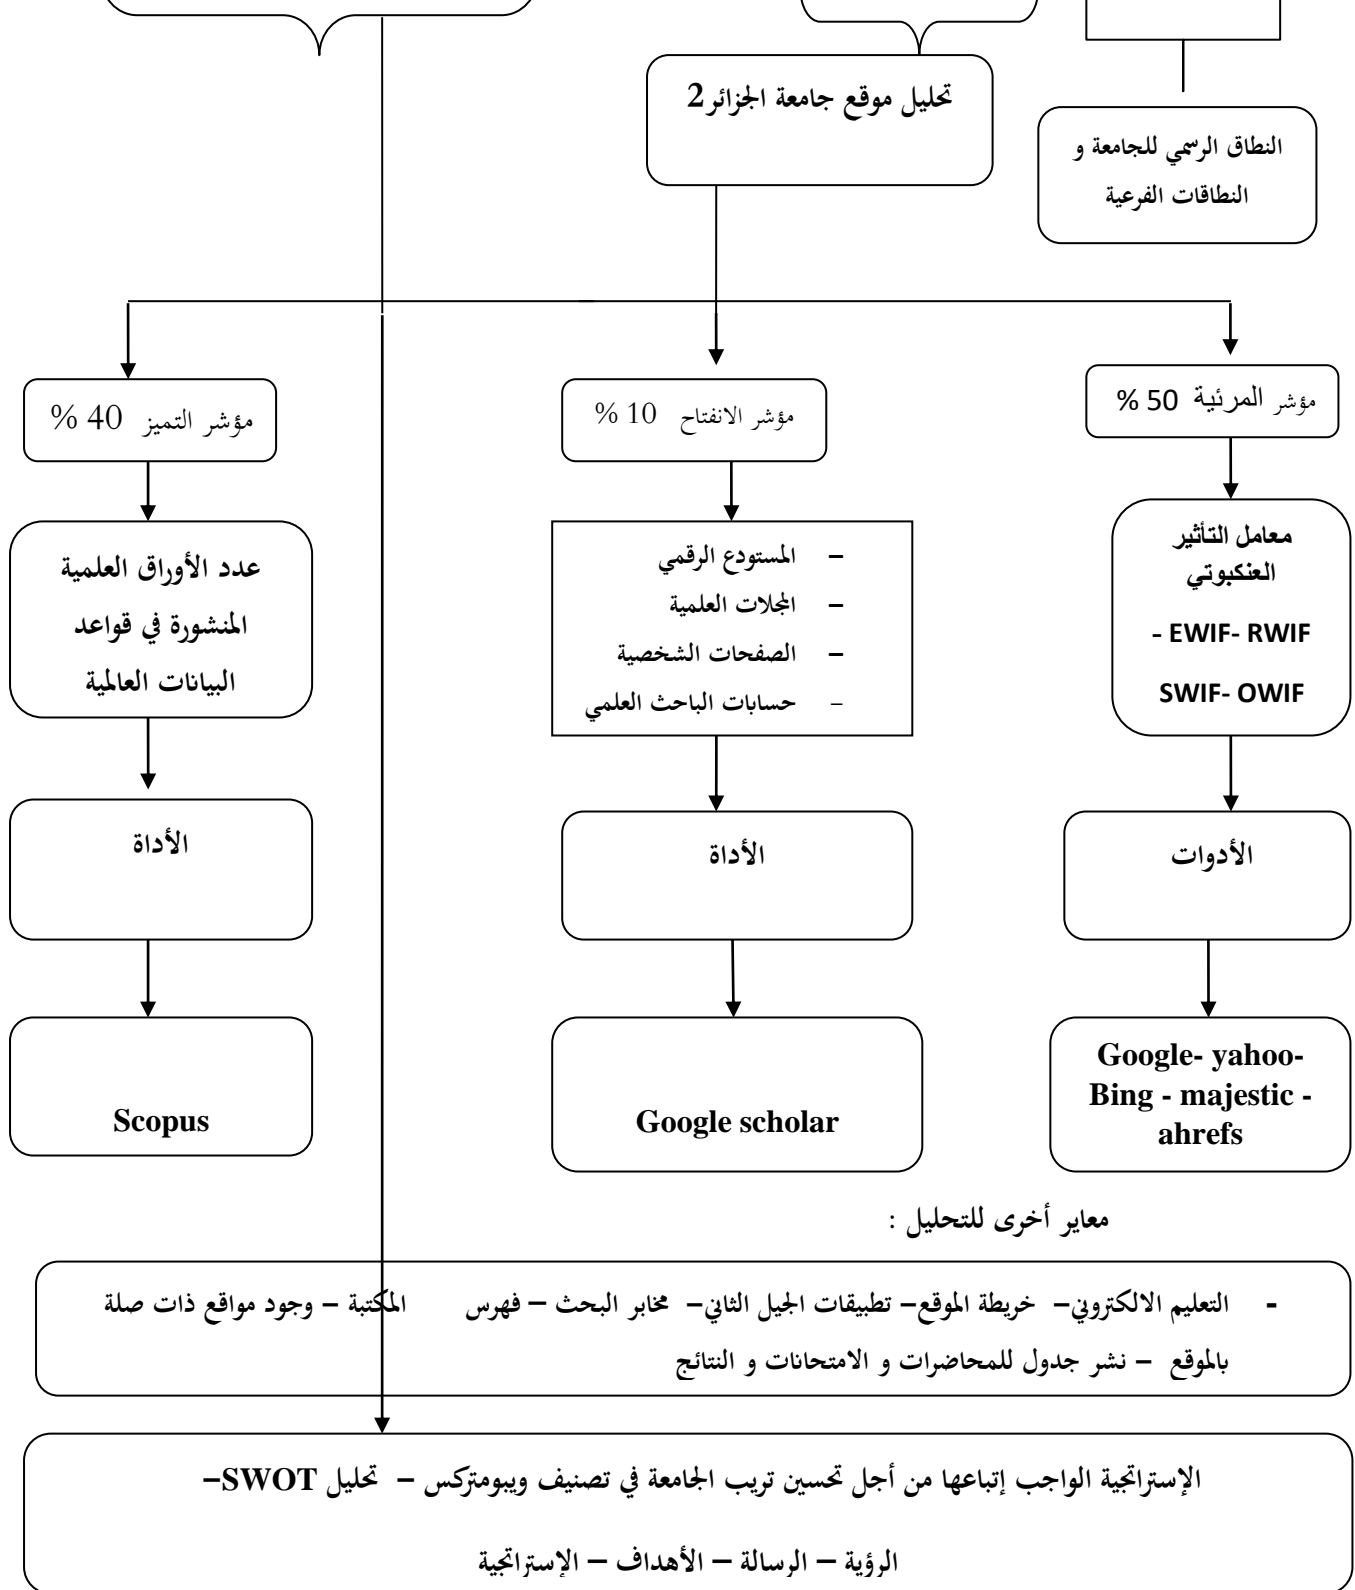 تحليل موقع جامعة الجزائر2
النطاق الرسمي للجامعة و
النطاقات الفرعية
مؤشر المرئية 50 %
مؤشر الانفتاح 10 %
مؤشر التميز 40 %
معامل التأثير
العنكبوتي
- EWIF- RWIF
SWIF- OWIF
– المستودع الرقمي
– المجلات العلمية
– الصفحات الشخصية
- حسابات الباحث العلمي
عدد الأوراق العلمية
المنشورة في قواعد
البيانات العالمية
الأدوات
الأداة
الأداة
Google- yahoo-
Bing - majestic -
ahrefs
Google scholar
Scopus
معاير أخرى للتحليل :
- التعليم الالكتروني– خريطة الموقع– تطبيقات الجيل الثاني– مخابر البحث – فهرس المكتبة – وجود مواقع ذات صلة
بالموقع – نشر جدول للمحاضرات و الامتحانات و النتائج
الإستراتجية الواجب إتباعها من أجل تحسين تريب الجامعة في تصنيف ويبومتركس – تحليل SWOT–
الرؤية – الرسالة – الأهداف – الإستراتجية